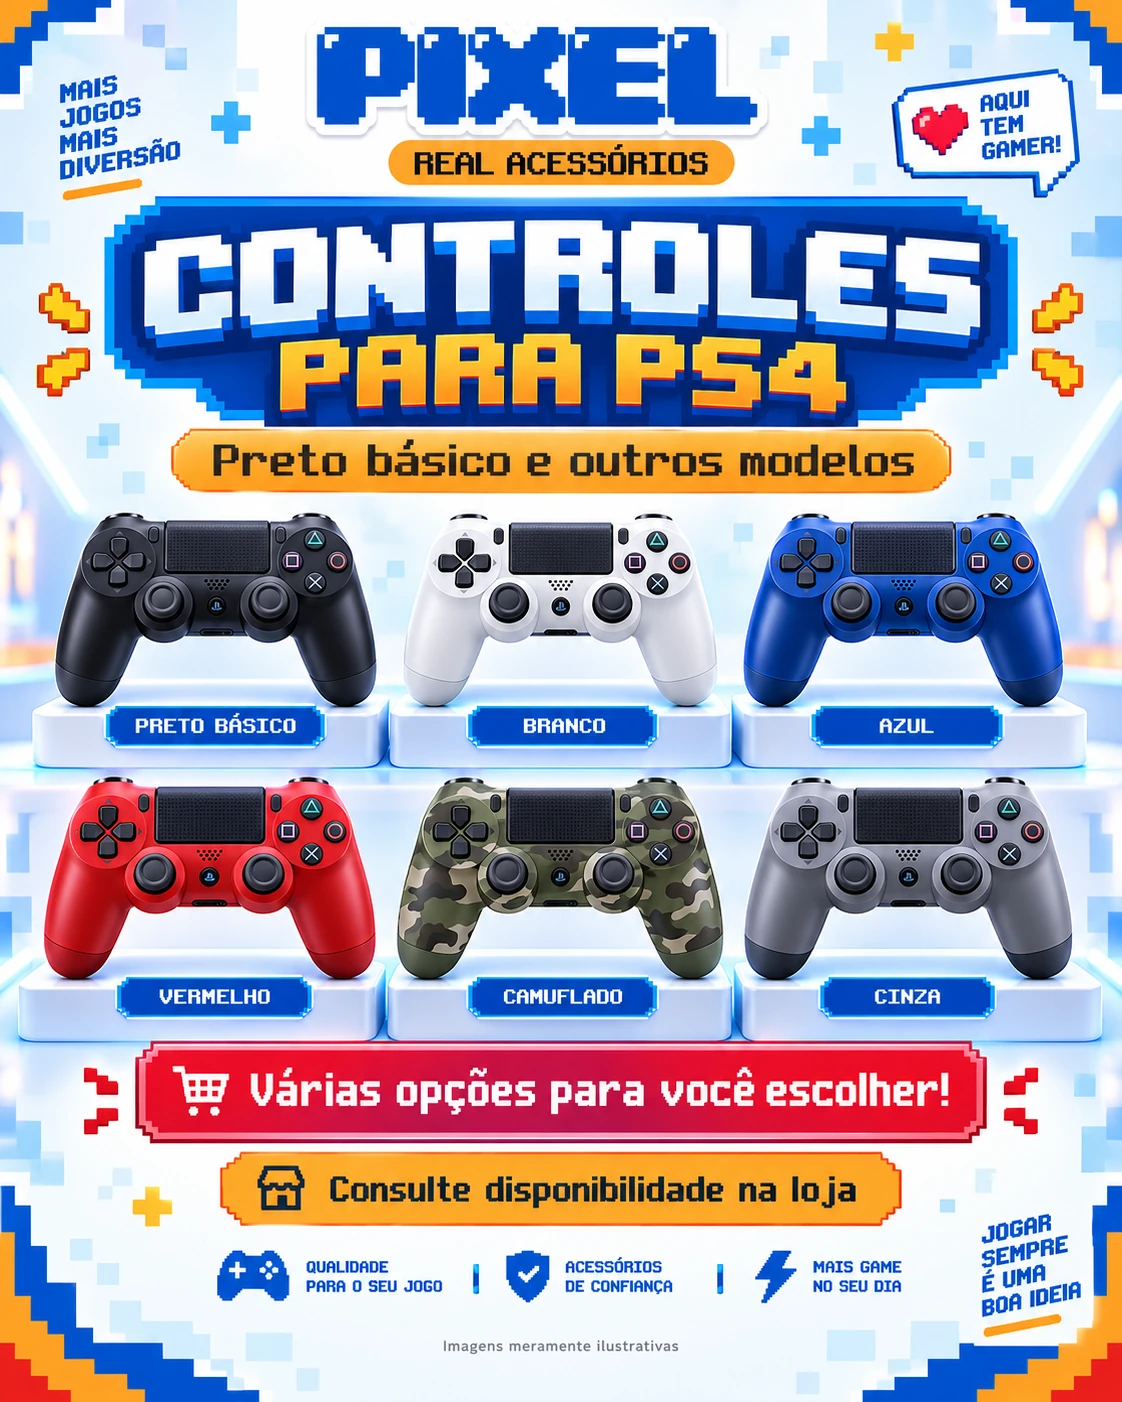 PIXEL
REAL ACESSÓRIOS
MAIS
JOGOS
MAIS
DIVERSÃO
AQUI
TEM
GAMER!
CONTROLES
PARA PS4
Preto básico e outros modelos
PRETO BÁSICO
BRANCO
AZUL
VERMELHO
CAMUFLADO
CINZA
Várias opções para você escolher!
Consulte disponibilidade na loja
QUALIDADE
PARA O SEU JOGO
ACESSÓRIOS
DE CONFIANÇA
MAIS GAME
NO SEU DIA
JOGAR
SEMPRE
É UMA
BOA IDEIA
Imagens meramente ilustrativas